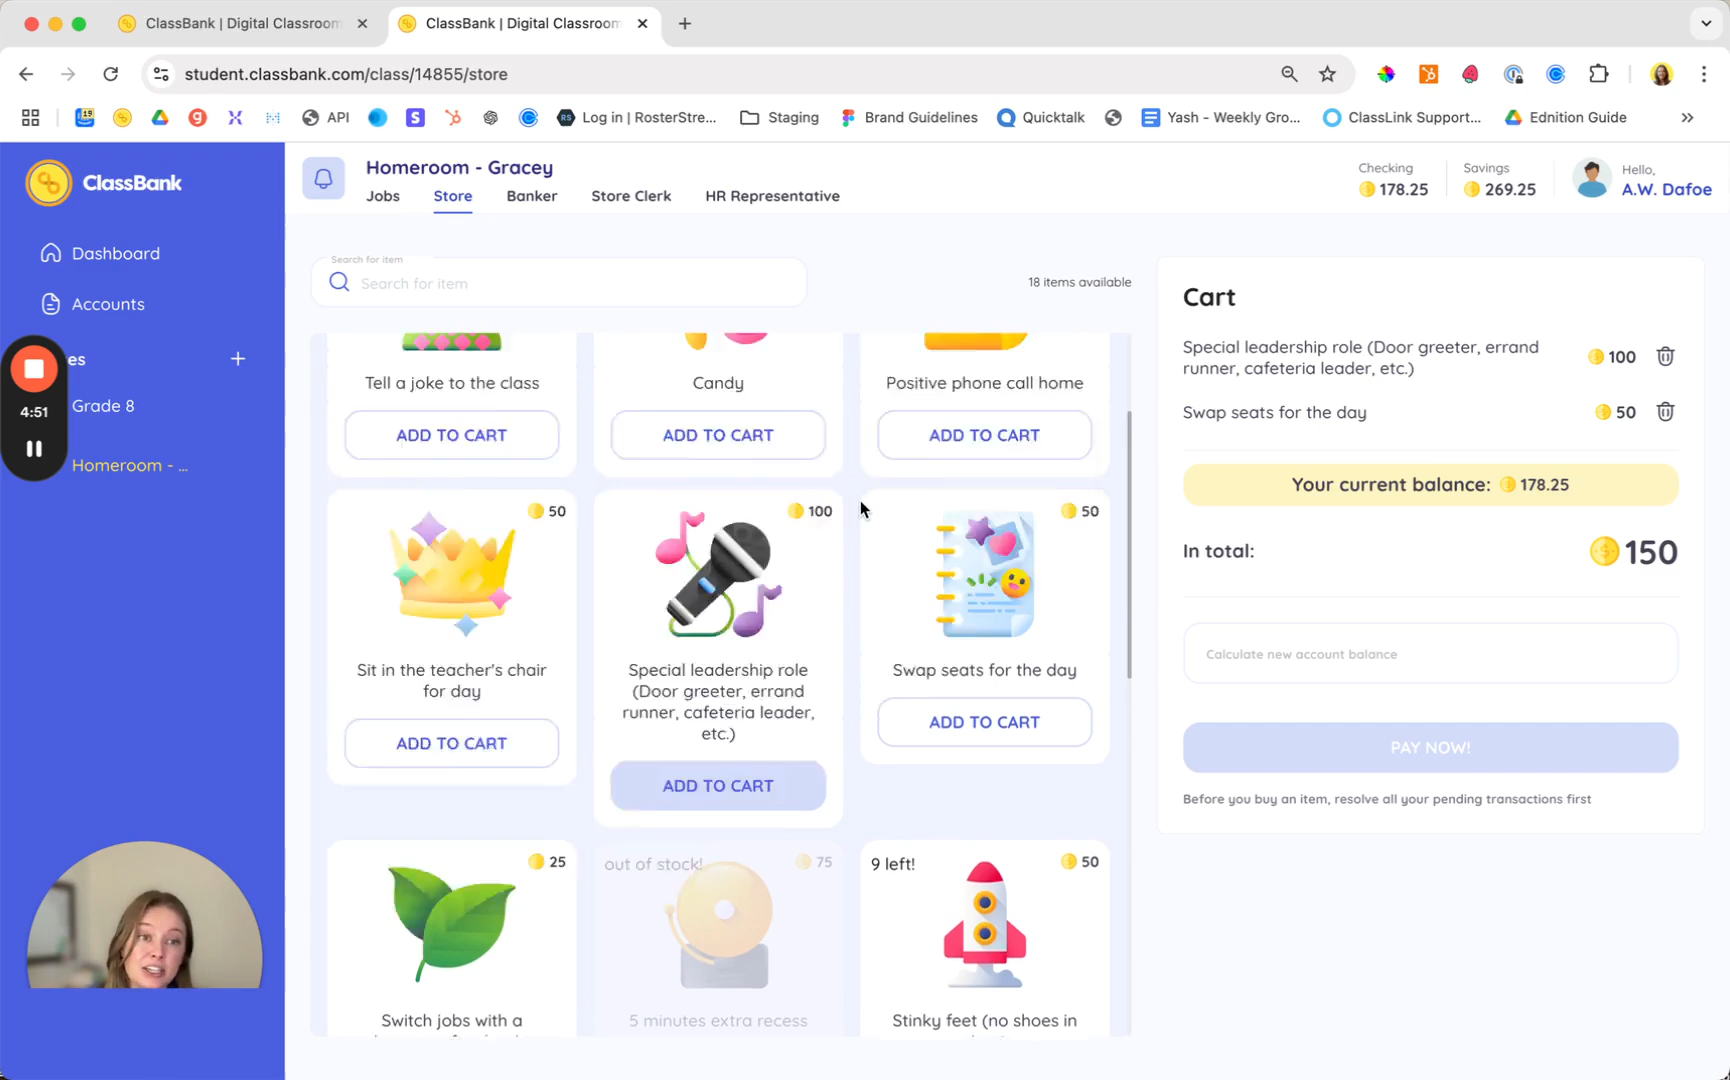 ClassBank | Digital Classroom
ClassBank | Digital Classroom
student.classbank.com/class/14855/store
19
API
S
RS
Log in | RosterStre...
Staging
Brand Guidelines
Quicktalk
Yash - Weekly Gro...
ClassLink Support...
Ednition Guide
ClassBank
Homeroom - Gracey
Jobs
Store
Banker
Store Clerk
HR Representative
Checking
178.25
Savings
269.25
Hello,
A.W. Dafoe
Dashboard
Accounts
es
4:51
Grade 8
Homeroom - ...
Search for item
Search for item
18 items available
Tell a joke to the class
ADD TO CART
Candy
ADD TO CART
Positive phone call home
ADD TO CART
50
Sit in the teacher's chair
for day
ADD TO CART
100
Special leadership role
(Door greeter, errand
runner, cafeteria leader,
etc.)
ADD TO CART
50
Swap seats for the day
ADD TO CART
25
Switch jobs with a
out of stock!
75
5 minutes extra recess
9 left!
50
Stinky feet (no shoes in
Cart
Special leadership role (Door greeter, errand
runner, cafeteria leader, etc.)
100
Swap seats for the day
50
Your current balance: 178.25
In total:
150
Calculate new account balance
PAY NOW!
Before you buy an item, resolve all your pending transactions first